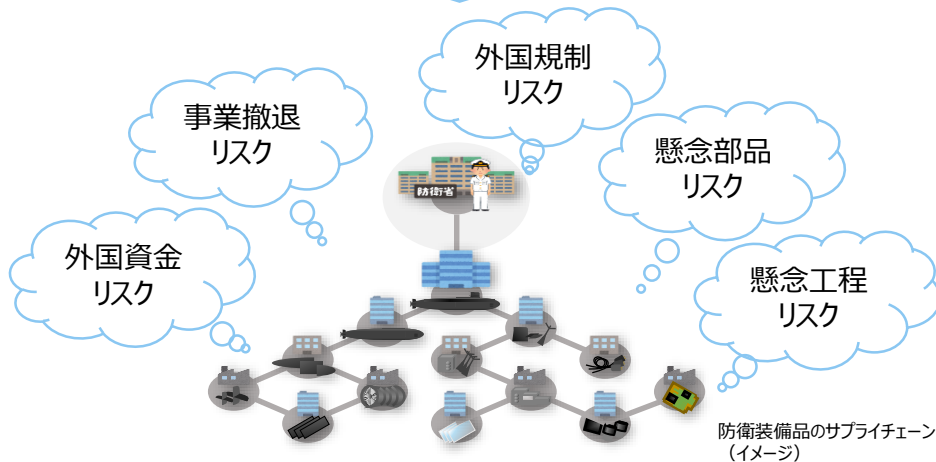 外国規制
リスク
事業撤退
リスク
懸念部品
リスク
防衛省
外国資金
リスク
懸念工程
リスク
防衛装備品のサプライチェーン
（イメージ）